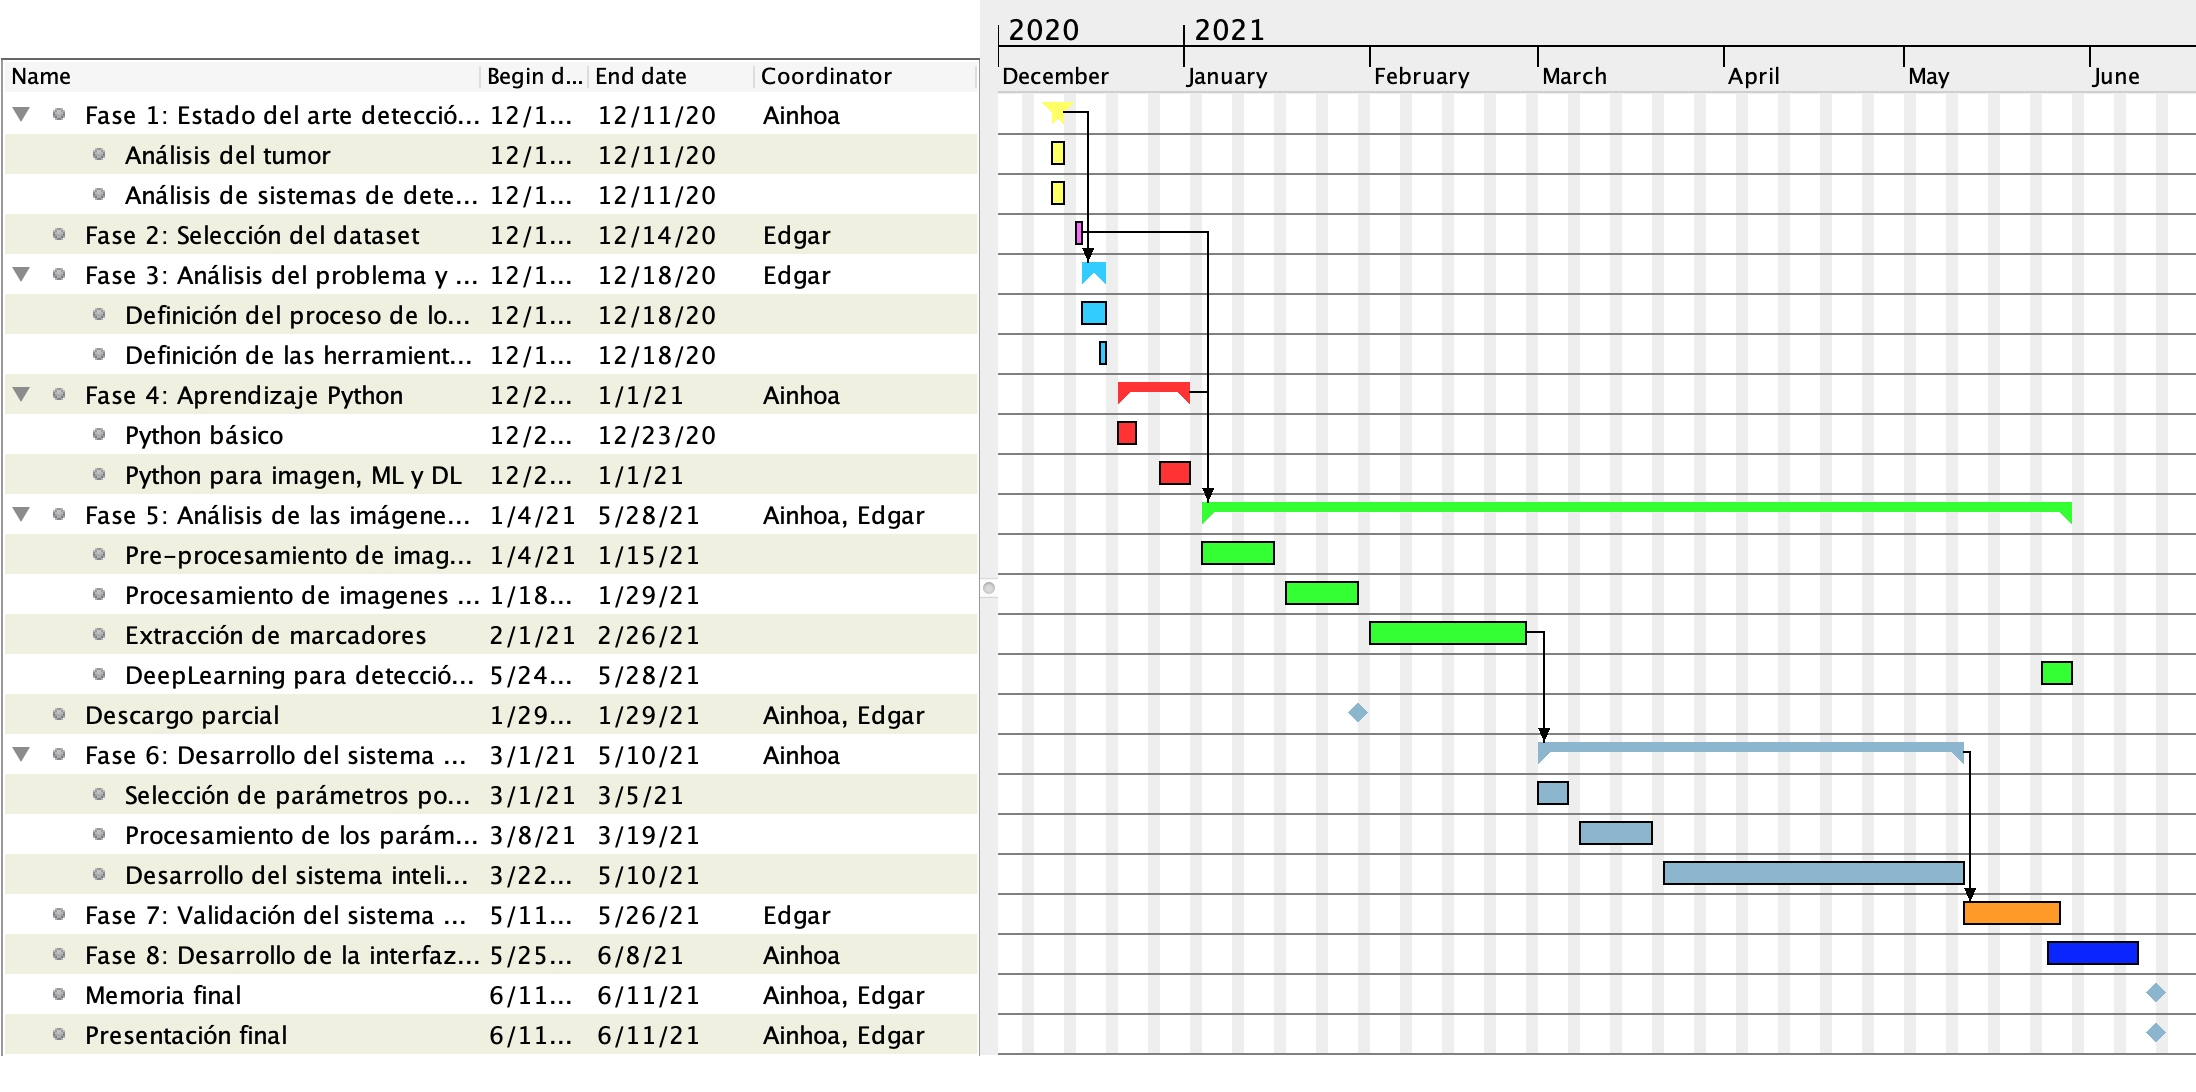 2020 2021
Name Begin d... End date Coordinator December January February March April May June
Fase 1: Estado del arte detecció... 12/1... 12/11/20 Ainhoa
Análisis del tumor 12/1... 12/11/20
Análisis de sistemas de dete... 12/1... 12/11/20
Fase 2: Selección del dataset 12/1... 12/14/20 Edgar
Fase 3: Análisis del problema y ... 12/1... 12/18/20 Edgar
Definición del proceso de lo... 12/1... 12/18/20
Definición de las herramient... 12/1... 12/18/20
Fase 4: Aprendizaje Python 12/2... 1/1/21 Ainhoa
Python básico 12/2... 12/23/20
Python para imagen, ML y DL 12/2... 1/1/21
Fase 5: Análisis de las imágene... 1/4/21 5/28/21 Ainhoa, Edgar
Pre-procesamiento de imag... 1/4/21 1/15/21
Procesamiento de imagenes ... 1/18... 1/29/21
Extracción de marcadores 2/1/21 2/26/21
DeepLearning para detecció... 5/24... 5/28/21
Descargo parcial 1/29... 1/29/21 Ainhoa, Edgar
Fase 6: Desarrollo del sistema ... 3/1/21 5/10/21 Ainhoa
Selección de parámetros po... 3/1/21 3/5/21
Procesamiento de los parám... 3/8/21 3/19/21
Desarrollo del sistema inteli... 3/22... 5/10/21
Fase 7: Validación del sistema ... 5/11... 5/26/21 Edgar
Fase 8: Desarrollo de la interfaz... 5/25... 6/8/21 Ainhoa
Memoria final 6/11... 6/11/21 Ainhoa, Edgar
Presentación final 6/11... 6/11/21 Ainhoa, Edgar